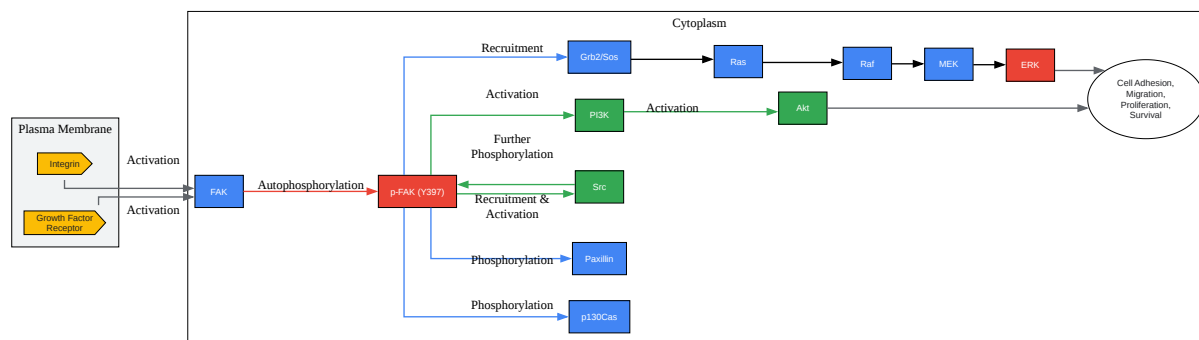 Cytoplasm
Recruitment
Grb2/Sos
Ras
Raf
MEK
ERK
Cell Adhesion,
Migration,
Proliferation,
Survival
Activation
PI3K
Activation
Akt
Plasma Membrane
Integrin
Growth Factor
Receptor
Activation
Activation
FAK
Autophosphorylation
p-FAK (Y397)
Further
Phosphorylation
Src
Recruitment &
Activation
Phosphorylation
Paxillin
Phosphorylation
p130Cas